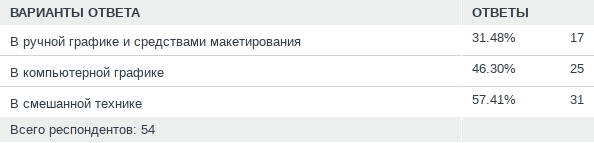 ВАРИАНТЫ ОТВЕТА ОТВЕТЫ
В ручной графике и средствами макетирования 31.48% 17
В компьютерной графике 46.30% 25
В смешанной технике 57.41% 31
Всего респондентов: 54